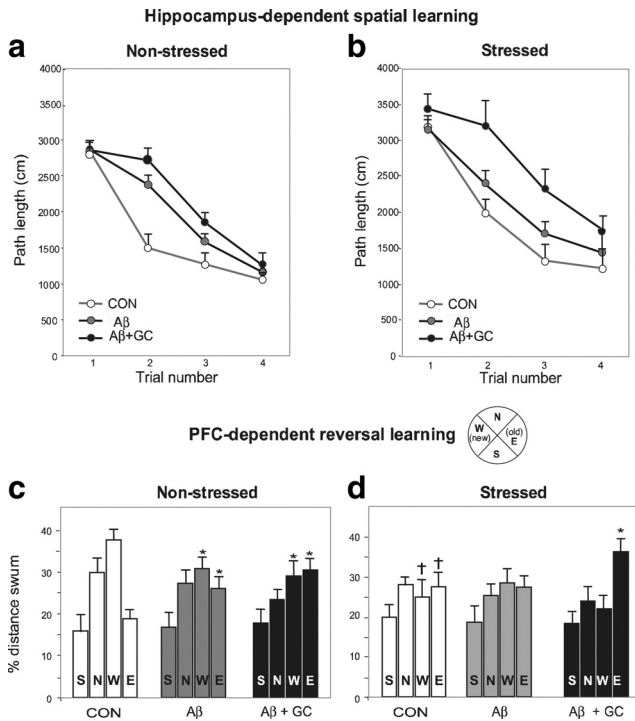 Hippocampus-dependent spatial learning
a Non-stressed
b Stressed
Path length (cm)
4000
3500
3000
2500
2000
1500
1000
500
0
CON
Aβ
Aβ+GC
1 2 3 4
Trial number
Path length (cm)
4000
3500
3000
2500
2000
1500
1000
500
0
CON
Aβ
Aβ+GC
1 2 3 4
Trial number
PFC-dependent reversal learning
N
W (old)
(new) E
S
c Non-stressed
d Stressed
% distance swum
40
30
20
10
0
* * *
*
S N W E S N W E S N W E
CON Aβ Aβ + GC
40
30
20
10
0
*
† †
S N W E S N W E S N W E
CON Aβ Aβ + GC